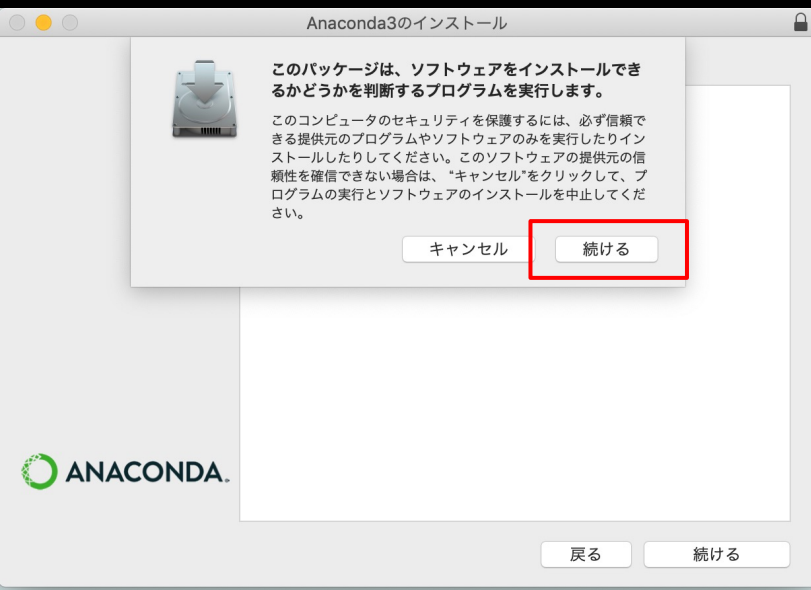 Anaconda3のインストール
このパッケージは、ソフトウェアをインストールでき
るかどうかを判断するプログラムを実行します。
このコンピュータのセキュリティを保護するには、必ず信頼で
きる提供元のプログラムやソフトウェアのみを実行したりイン
ストールしたりしてください。このソフトウェアの提供元の信
頼性を確信できない場合は、“キャンセル”をクリックして、プ
ログラムの実行とソフトウェアのインストールを中止してくだ
さい。
キャンセル 続ける
ANACONDA.
戻る 続ける